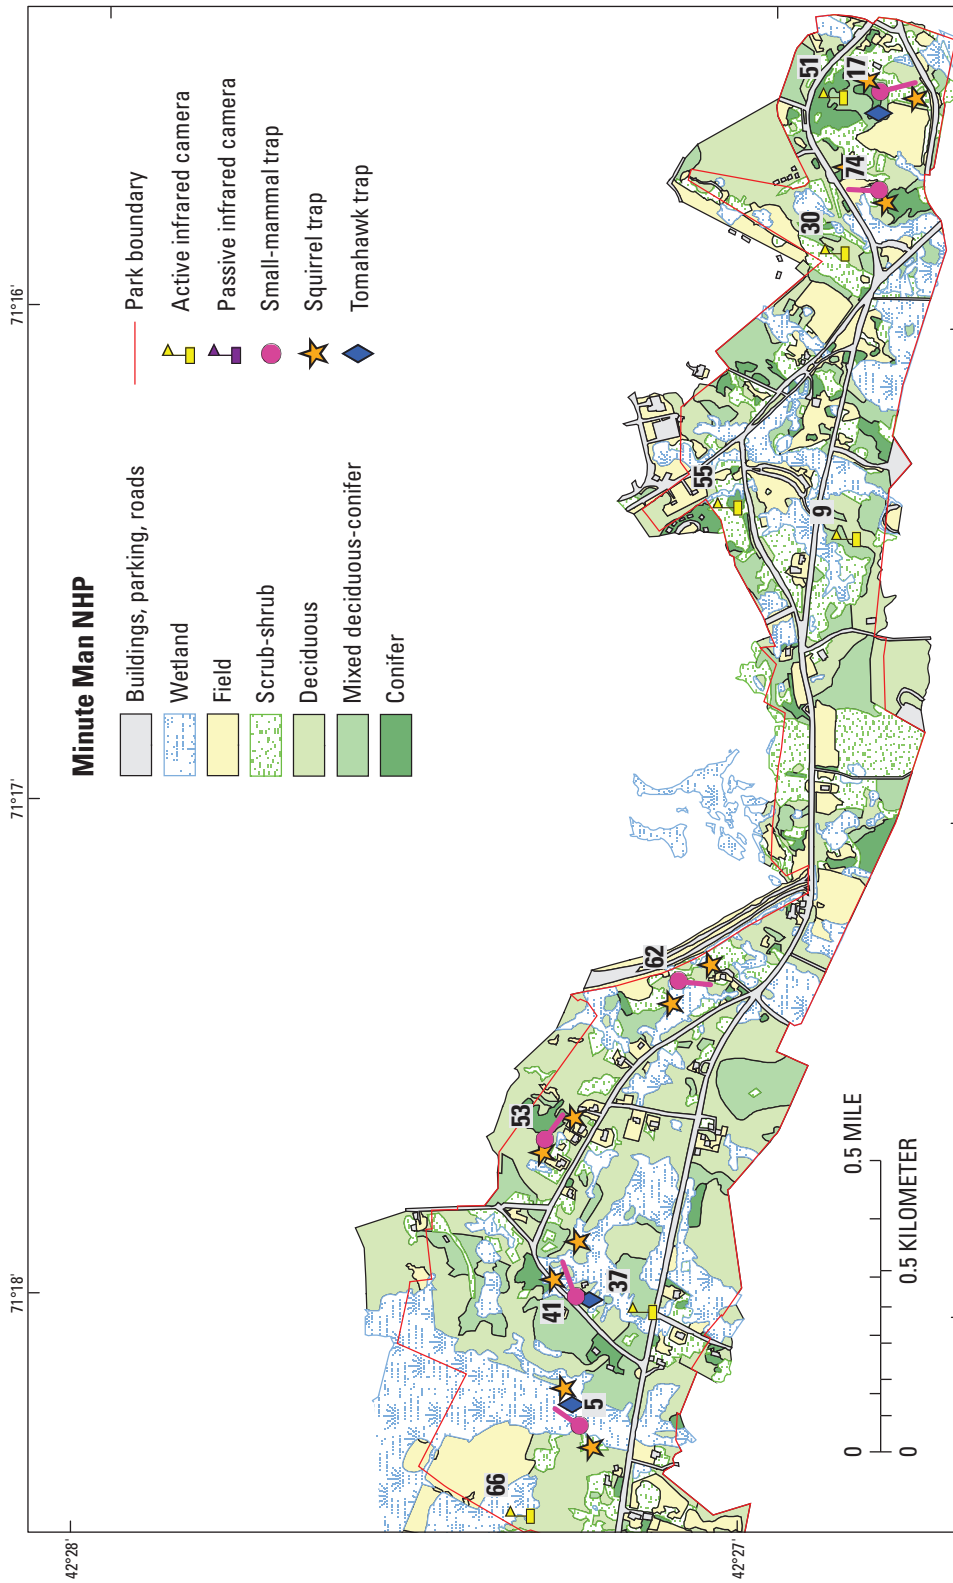 Minute Man NHP
Buildings, parking, roads
Wetland
Field
Scrub-shrub
Deciduous
Mixed deciduous-conifer
Conifer
Park boundary
Active infrared camera
Passive infrared camera
Small-mammal trap
Squirrel trap
Tomahawk trap
71°18'
71°17'
71°16'
42°28'
42°27'
66
5
41
37
53
62
55
9
30
74
51
17
0 0.5 MILE
0 0.5 KILOMETER